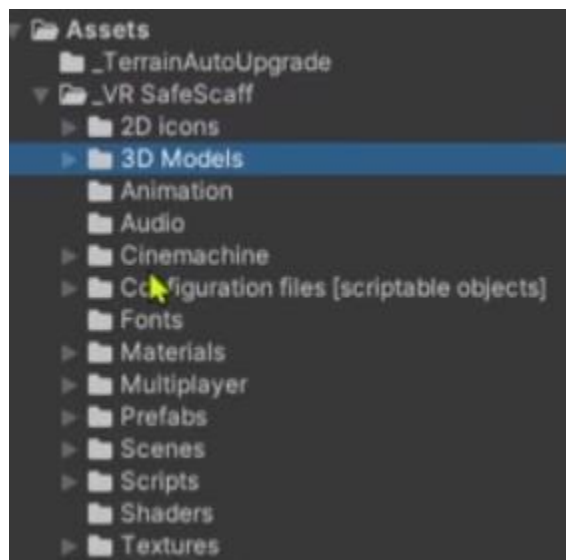 Assets
_TerrainAutoUpgrade
_VR SafeScaff
2D Icons
3D Models
Animation
Audio
Cinemachine
Configuration files [scriptable objects]
Fonts
Materials
Multiplayer
Prefabs
Scenes
Scripts
Shaders
Textures